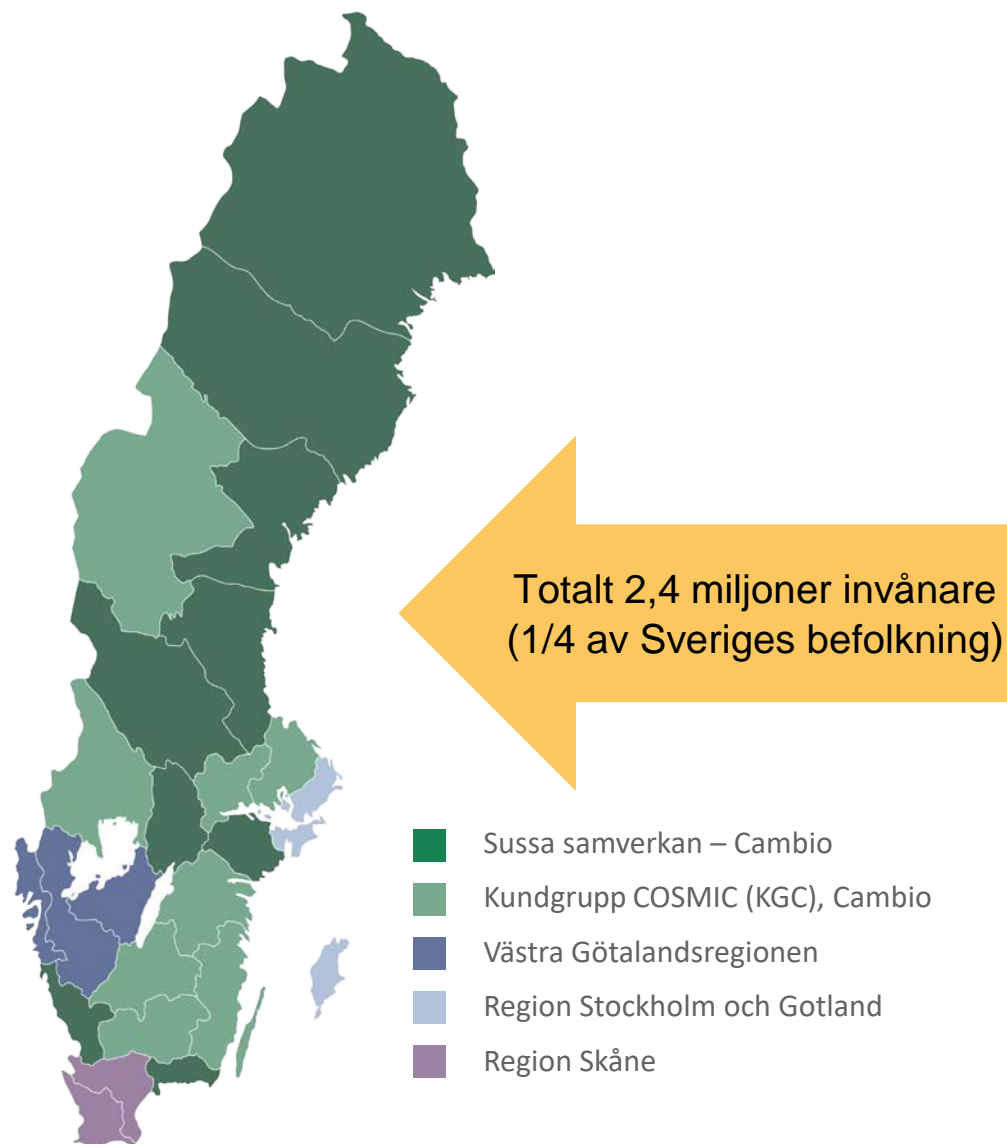 Totalt 2,4 miljoner invånare
(1/4 av Sveriges befolkning)
Sussa samverkan – Cambio
Kundgrupp COSMIC (KGC), Cambio
Västra Götalandsregionen
Region Stockholm och Gotland
Region Skåne